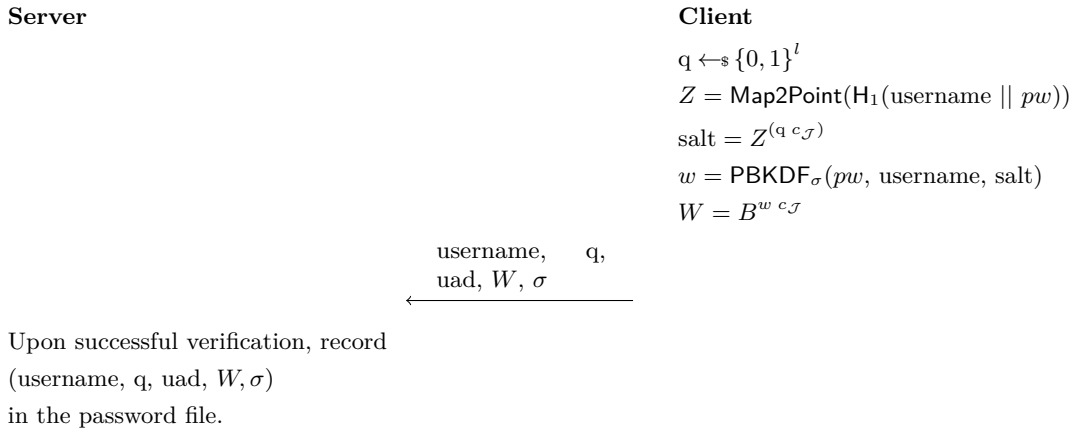 Server
Client
q ←$ {0, 1}^l
Z = Map2Point(H₁(username || pw))
salt = Z^(q c_𝒥)
w = PBKDF_σ(pw, username, salt)
W = B^{w c_𝒥}
username, q,
uad, W, σ
Upon successful verification, record
(username, q, uad, W, σ)
in the password file.